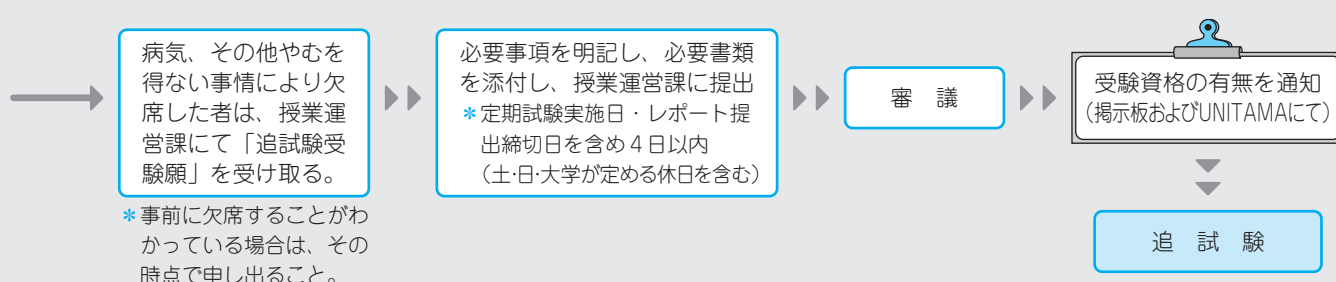 病気、その他やむを
得ない事情により欠
席した者は、授業運
営課にて「追試験受
験願」を受け取る。
＊事前に欠席することがわ
かっている場合は、その
時点で申し出ること。
必要事項を明記し、必要書類
を添付し、授業運営課に提出
＊定期試験実施日・レポート提
出締切日を含め４日以内
（土・日・大学が定める休日を含む）
審　議
受験資格の有無を通知
（掲示板およびUNITAMAにて）
追　試　験